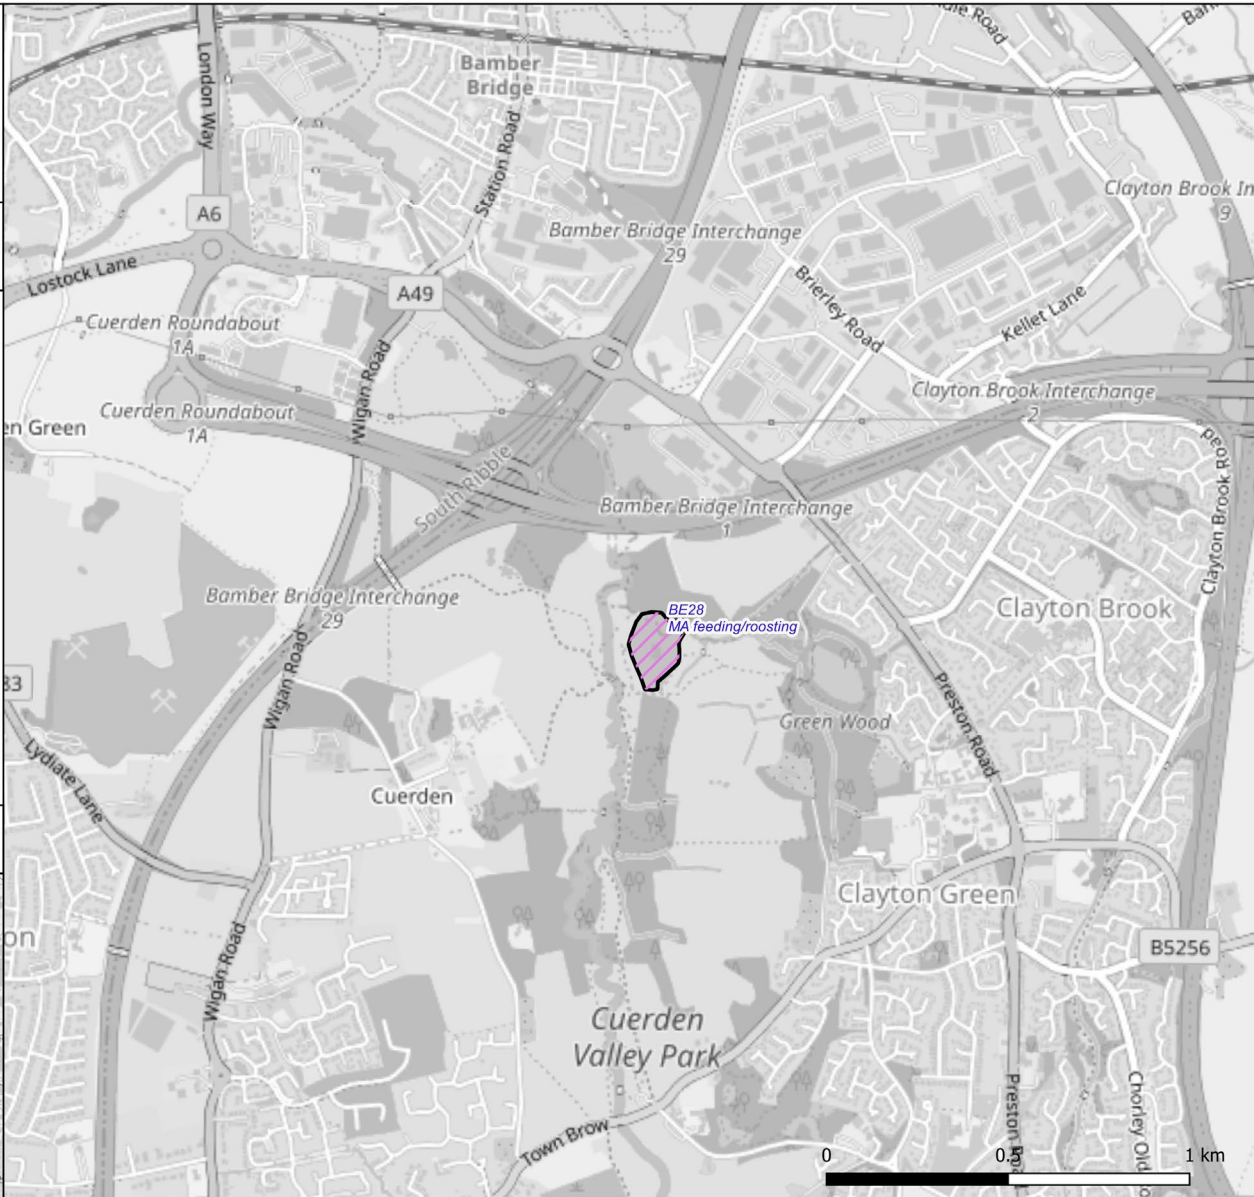 London Way
Bamber
Bridge
Station Road
A6
Clayton Brook In
9
Bamber Bridge Interchange
29
Lostock Lane
A49
Brierley Road
Kellet Lane
Cuerden Roundabout
1A
Wigan Road
Clayton Brook Interchange
2
Cuerden Roundabout
1A
en Green
South Ribble
Bamber Bridge Interchange
1
Clayton Brook Road
Bamber Bridge Interchange
29
BE28
MA feeding/roosting
Clayton Brook
Wigan Road
Preston Road
Green Wood
Lydiate Lane
Cuerden
Clayton Green
on
B5256
Wigan Road
Cuerden
Valley Park
Town Brow
Preston Roa
Chorley Old
0
0.5
1 km